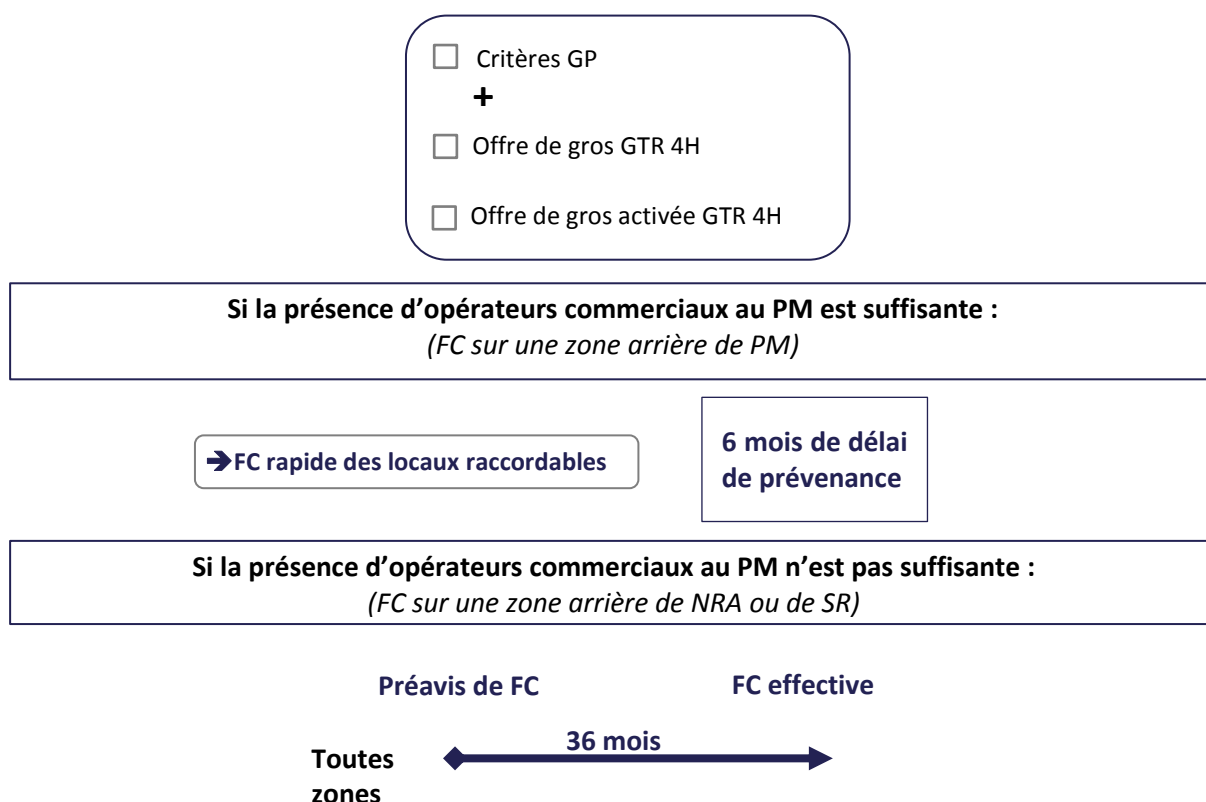 Critères GP
+
Offre de gros GTR 4H
Offre de gros activée GTR 4H
Si la présence d’opérateurs commerciaux au PM est suffisante :
(FC sur une zone arrière de PM)
➔FC rapide des locaux raccordables
6 mois de délai
de prévenance
Si la présence d’opérateurs commerciaux au PM n’est pas suffisante :
(FC sur une zone arrière de NRA ou de SR)
Préavis de FC
FC effective
36 mois
Toutes
zones